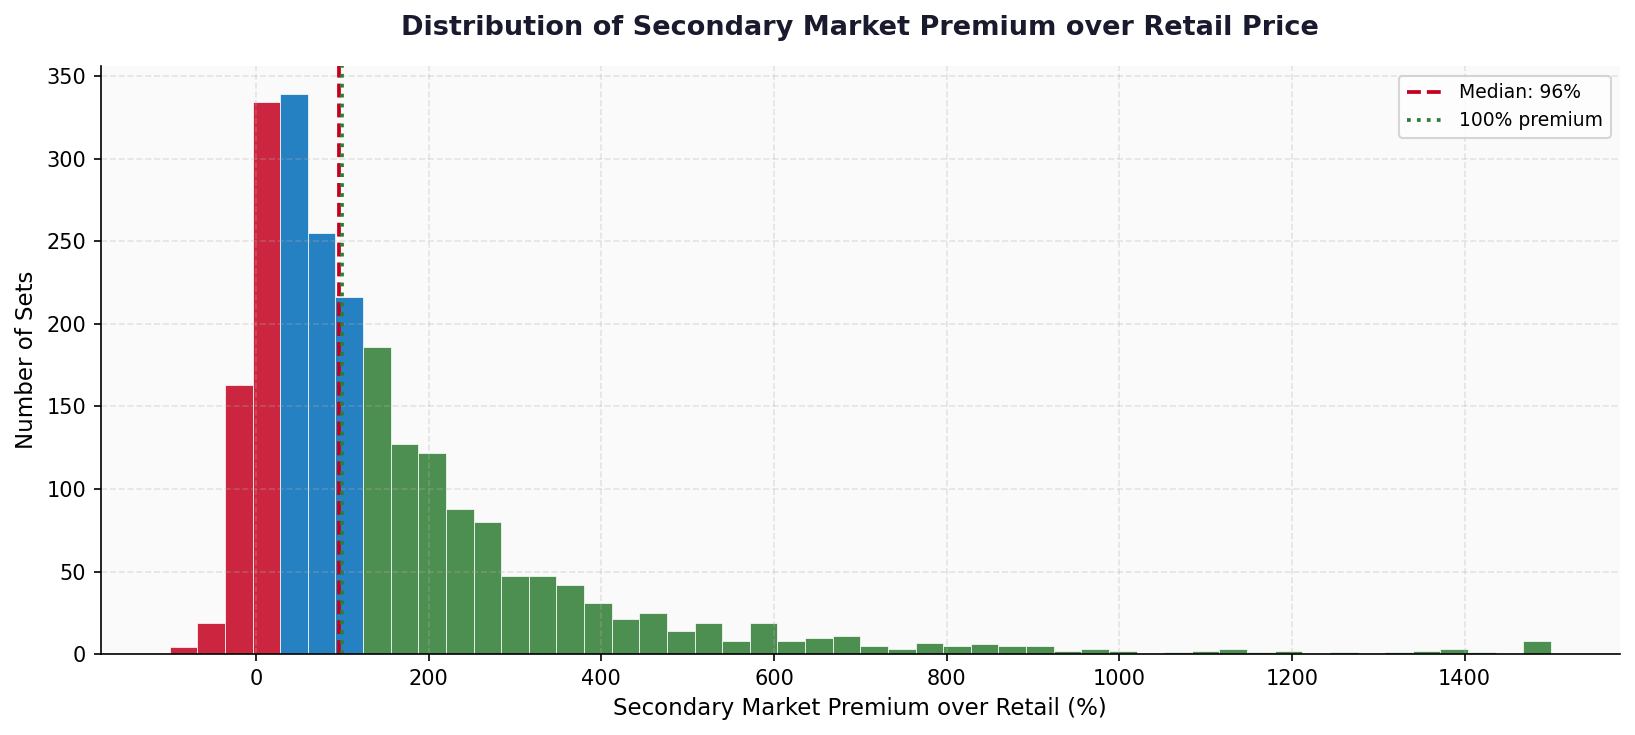 Distribution of Secondary Market Premium over Retail Price
Median: 96%
100% premium
Number of Sets
350
300
250
200
150
100
50
0
0 200 400 600 800 1000 1200 1400
Secondary Market Premium over Retail (%)